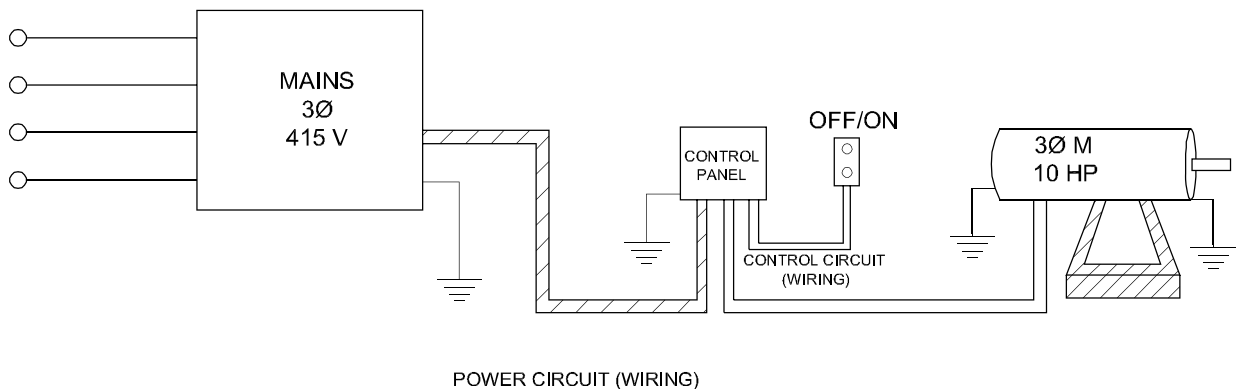 MAINS
3Ø
415 V
CONTROL
PANEL
OFF/ON
3Ø M
10 HP
CONTROL CIRCUIT
(WIRING)
POWER CIRCUIT (WIRING)